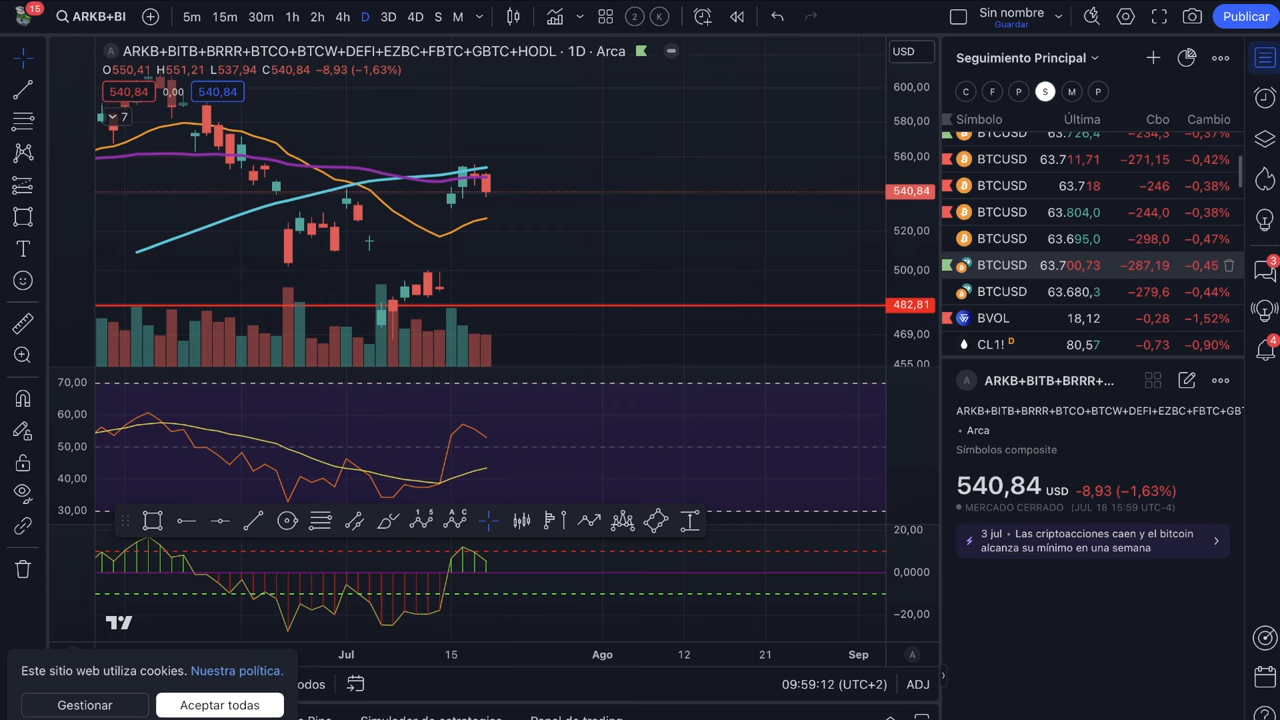 15
ARKB+BI
5m 15m 30m 1h 2h 4h D 3D 4D S M
2 K
Sin nombre
Guardar
Publicar
A ARKB+BITB+BRRR+BTCO+BTCW+DEFI+EZBC+FBTC+GBTC+HODL · 1D · Arca
O550,41 H551,21 L537,94 C540,84 −8,93 (−1,63%)
540,84 0,00 540,84
7
USD
600,00
580,00
560,00
540,84
520,00
500,00
482,81
469,00
455,00
70,00
60,00
50,00
40,00
30,00
20,00
0,0000
−20,00
Jul 15 Ago 12 21 Sep
A
Este sitio web utiliza cookies. Nuestra política.
Gestionar Aceptar todas
odos
09:59:12 (UTC+2) ADJ
Simulador de estrategias Panel de trading
Seguimiento Principal
C F P S M P
Símbolo Última Cbo Cambio
BTCUSD 63.726,4 −234,3 −0,37%
BTCUSD 63.711,71 −271,15 −0,42%
BTCUSD 63.718 −246 −0,38%
BTCUSD 63.804,0 −244,0 −0,38%
BTCUSD 63.695,0 −298,0 −0,47%
BTCUSD 63.700,73 −287,19 −0,45
BTCUSD 63.680,3 −279,6 −0,44%
BVOL 18,12 −0,28 −1,52%
CL1! D 80,57 −0,73 −0,90%
A ARKB+BITB+BRRR+...
ARKB+BITB+BRRR+BTCO+BTCW+DEFI+EZBC+FBTC+GBT
• Arca
Símbolos composite
540,84 USD -8,93 (−1,63%)
MERCADO CERRADO (JUL 18 15:59 UTC-4)
3 jul • Las criptoacciones caen y el bitcoin
alcanza su mínimo en una semana
3
4